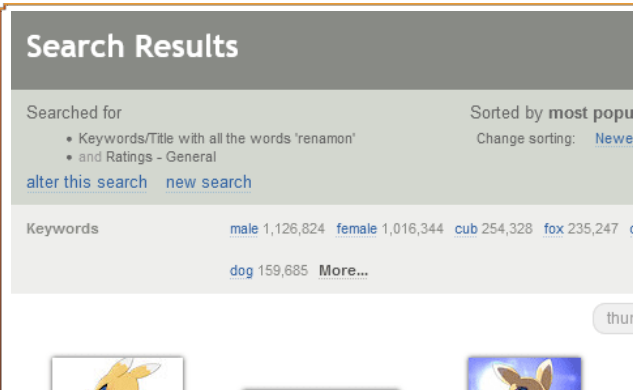 Search Results
Searched for
Sorted by most popu
• Keywords/Title with all the words 'renamon'
Change sorting: Newe
• and Ratings - General
alter this search new search
Keywords
male 1,126,824 female 1,016,344 cub 254,328 fox 235,247
dog 159,685 More...
thur